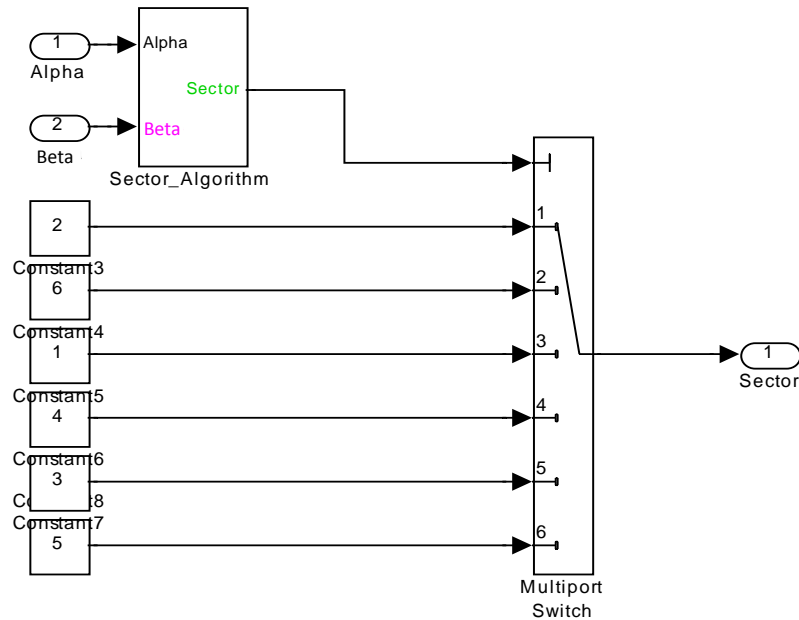 1
Alpha
Alpha
Sector
2
Beta
Beta
Sector_Algorithm
2
1
Constant3
6
2
Constant4
1
3
1
Sector
Constant5
4
4
Constant6
3
5
Constant8
Constant7
5
6
Multiport
Switch